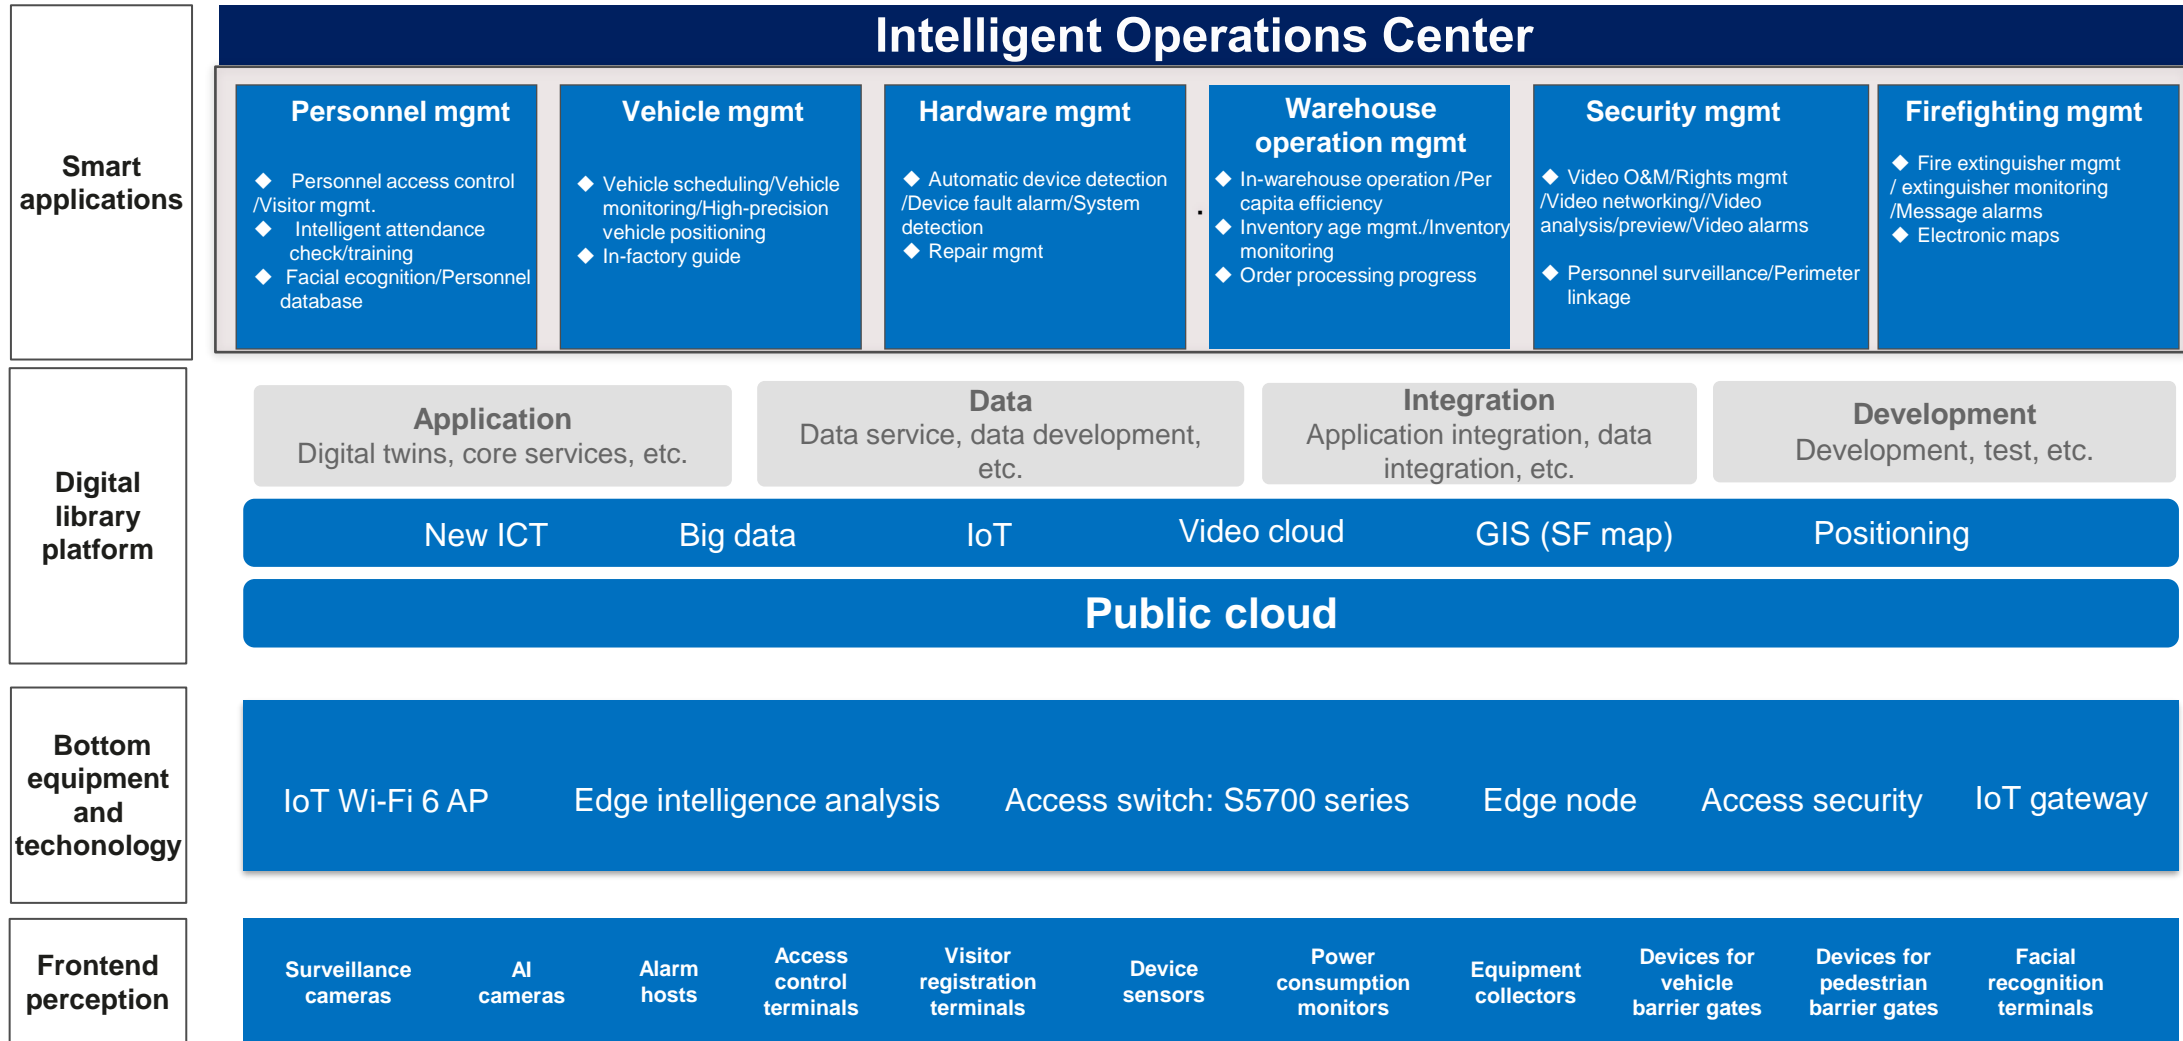 Intelligent Operations Center
Smart
applications
Personnel mgmt
◆ Personnel access control
/Visitor mgmt.
◆ Intelligent attendance
check/training
◆ Facial ecognition/Personnel
database
Vehicle mgmt
◆ Vehicle scheduling/Vehicle
monitoring/High-precision
vehicle positioning
◆ In-factory guide
Hardware mgmt
◆ Automatic device detection
/Device fault alarm/System
detection
◆ Repair mgmt
.
Warehouse
operation mgmt
◆ In-warehouse operation /Per
capita efficiency
◆ Inventory age mgmt./Inventory
monitoring
◆ Order processing progress
Security mgmt
◆ Video O&M/Rights mgmt
/Video networking//Video
analysis/preview/Video alarms
◆ Personnel surveillance/Perimeter
linkage
Firefighting mgmt
◆ Fire extinguisher mgmt
/ extinguisher monitoring
/Message alarms
◆ Electronic maps
Digital
library
platform
Application
Digital twins, core services, etc.
Data
Data service, data development,
etc.
Integration
Application integration, data
integration, etc.
Development
Development, test, etc.
New ICT
Big data
IoT
Video cloud
GIS (SF map)
Positioning
Public cloud
Bottom
equipment
and
techonology
IoT Wi-Fi 6 AP
Edge intelligence analysis
Access switch: S5700 series
Edge node
Access security
IoT gateway
Frontend
perception
Surveillance
cameras
AI
cameras
Alarm
hosts
Access
control
terminals
Visitor
registration
terminals
Device
sensors
Power
consumption
monitors
Equipment
collectors
Devices for
vehicle
barrier gates
Devices for
pedestrian
barrier gates
Facial
recognition
terminals